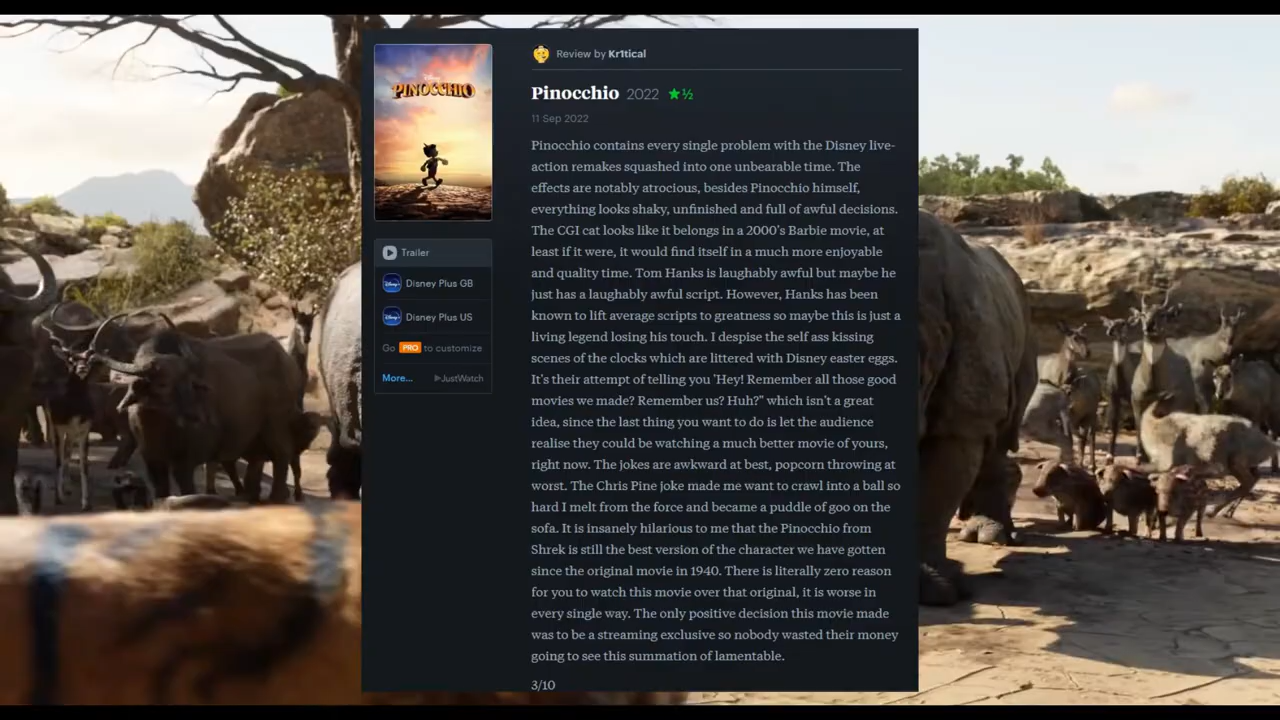 Disney
PINOCCHIO
Trailer
Disney Plus GB
Disney Plus US
Go PRO to customize
More... JustWatch
Review by Kr1tical
Pinocchio 2022 ★½
11 Sep 2022
Pinocchio contains every single problem with the Disney live-
action remakes squashed into one unbearable time. The
effects are notably atrocious, besides Pinocchio himself,
everything looks shaky, unfinished and full of awful decisions.
The CGI cat looks like it belongs in a 2000's Barbie movie, at
least if it were, it would find itself in a much more enjoyable
and quality time. Tom Hanks is laughably awful but maybe he
just has a laughably awful script. However, Hanks has been
known to lift average scripts to greatness so maybe this is just a
living legend losing his touch. I despise the self ass kissing
scenes of the clocks which are littered with Disney easter eggs.
It's their attempt of telling you 'Hey! Remember all those good
movies we made? Remember us? Huh?" which isn't a great
idea, since the last thing you want to do is let the audience
realise they could be watching a much better movie of yours,
right now. The jokes are awkward at best, popcorn throwing at
worst. The Chris Pine joke made me want to crawl into a ball so
hard I melt from the force and became a puddle of goo on the
sofa. It is insanely hilarious to me that the Pinocchio from
Shrek is still the best version of the character we have gotten
since the original movie in 1940. There is literally zero reason
for you to watch this movie over that original, it is worse in
every single way. The only positive decision this movie made
was to be a streaming exclusive so nobody wasted their money
going to see this summation of lamentable.
3/10